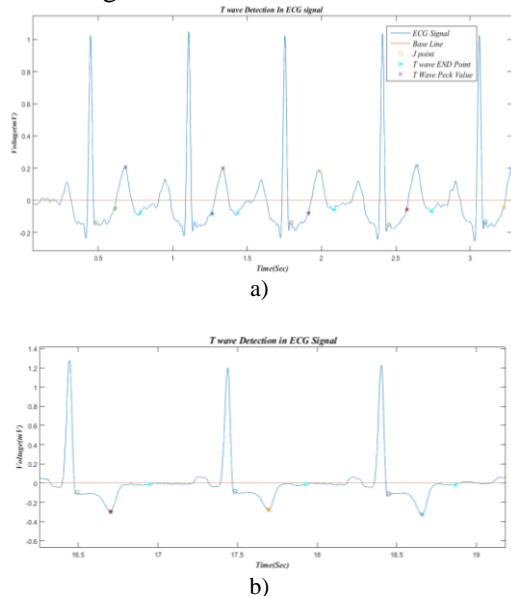 T wave Detection In ECG signal
ECG Signal
Base Line
J point
T wave END Point
T Wave Peck Value
Voltage(mV)
1
0.8
0.6
0.4
0.2
0
-0.2
0.5 1 1.5 2 2.5 3
Time(Sec)
a)
T wave Detection in ECG Signal
Voltage(mV)
1.4
1.2
1
0.8
0.6
0.4
0.2
0
-0.2
-0.4
-0.6
16.5 17 17.5 18 18.5 19
Time(Sec)
b)